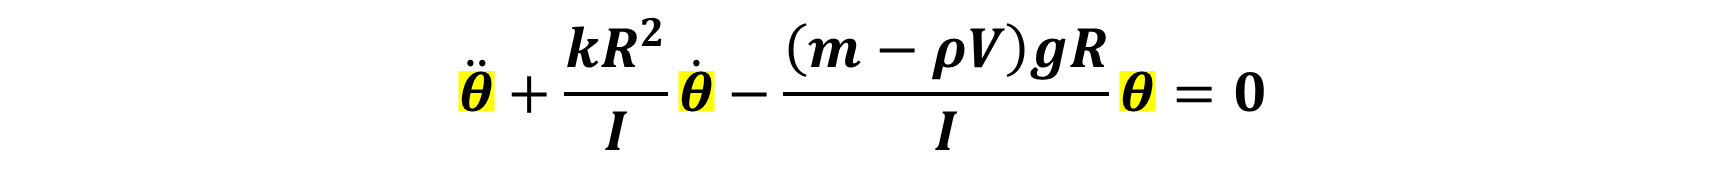 θ̈ + kR²/I θ̇ − (m − ρV)gR/I θ = 0